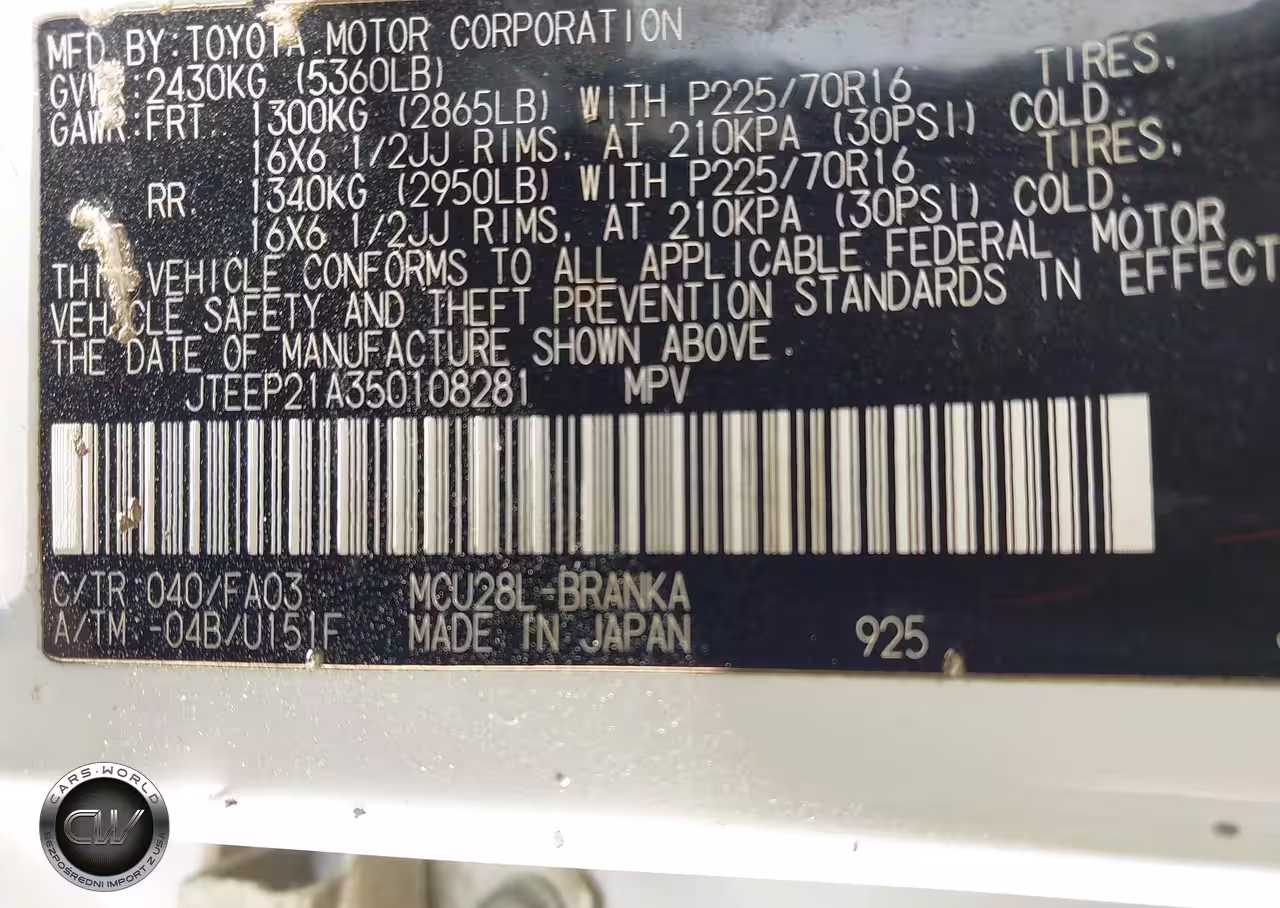 MFD. BY: TOYOTA MOTOR CORPORATION
GVWR: 2430KG (5360LB)
GAWR: FRT. 1300KG (2865LB) WITH P225/70R16 TIRES,
16X6 1/2JJ RIMS, AT 210KPA (30PSI) COLD.
RR. 1340KG (2950LB) WITH P225/70R16 TIRES,
16X6 1/2JJ RIMS, AT 210KPA (30PSI) COLD.
THIS VEHICLE CONFORMS TO ALL APPLICABLE FEDERAL MOTOR
VEHICLE SAFETY AND THEFT PREVENTION STANDARDS IN EFFECT
THE DATE OF MANUFACTURE SHOWN ABOVE.
JTEEP21A350108281 MPV
C/TR 040/FA03 MCU28L-BRANKA
A/TM -04B/U151F MADE IN JAPAN 925
CARS-WORLD
CW
BEZPOŚREDNI IMPORT Z USA